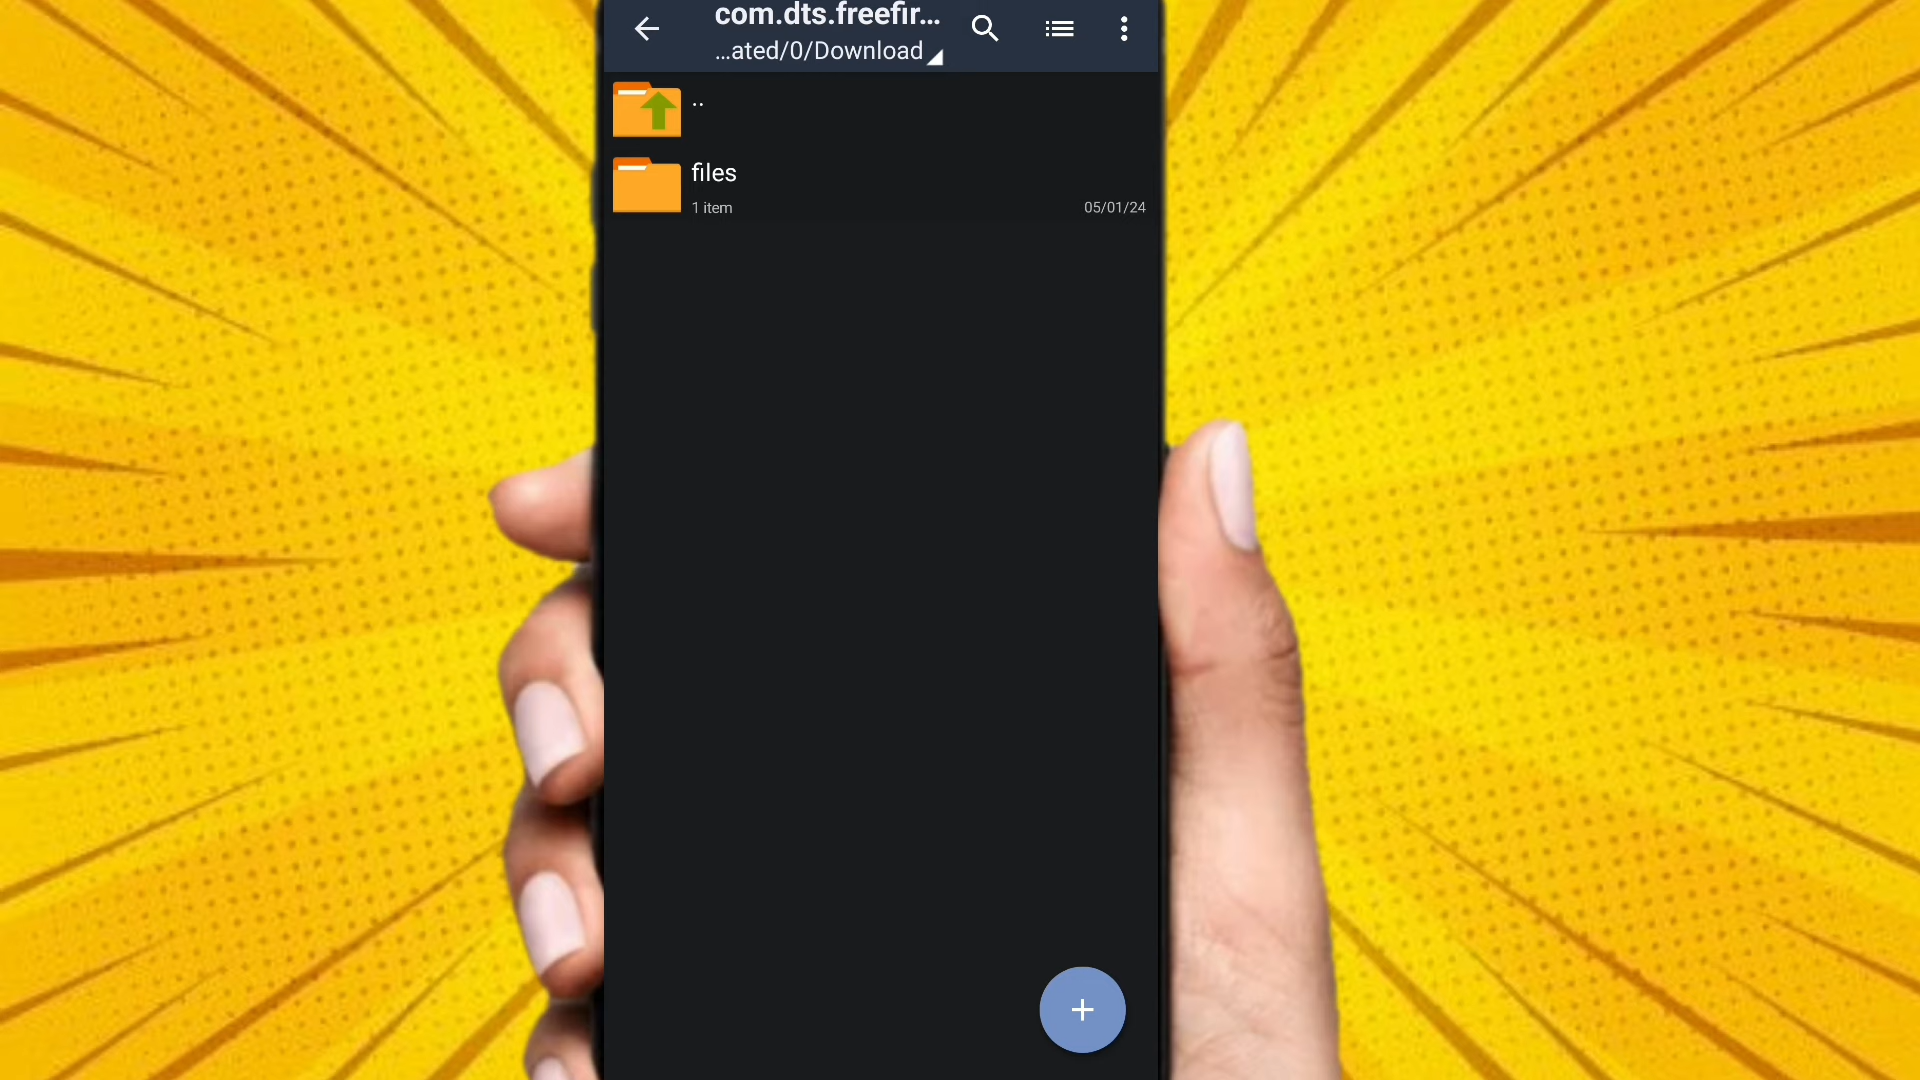 com.dts.freefir...
...ated/0/Download
..
files
1 item
05/01/24